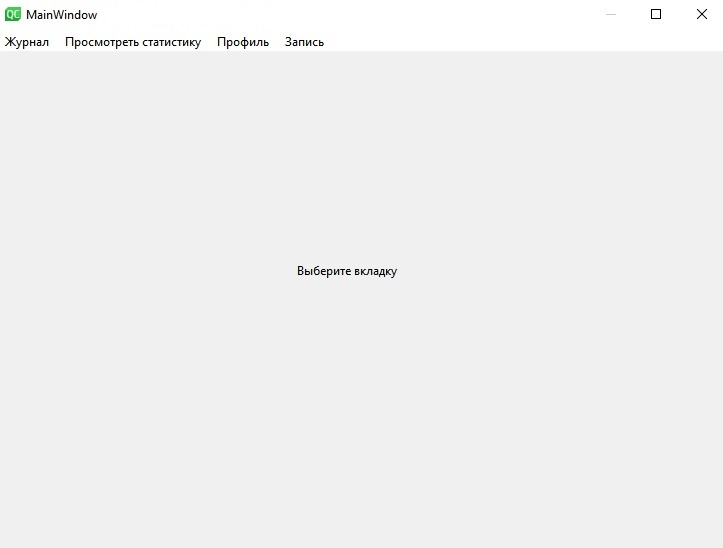 QC MainWindow
Журнал Просмотреть статистику Профиль Запись
Выберите вкладку